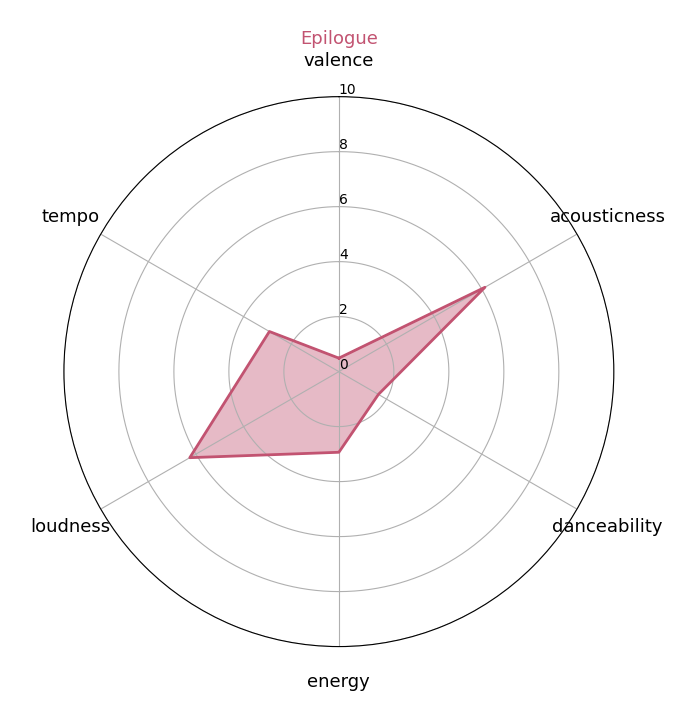 Epilogue
valence
10
8
tempo
acousticness
6
4
2
0
loudness
danceability
energy